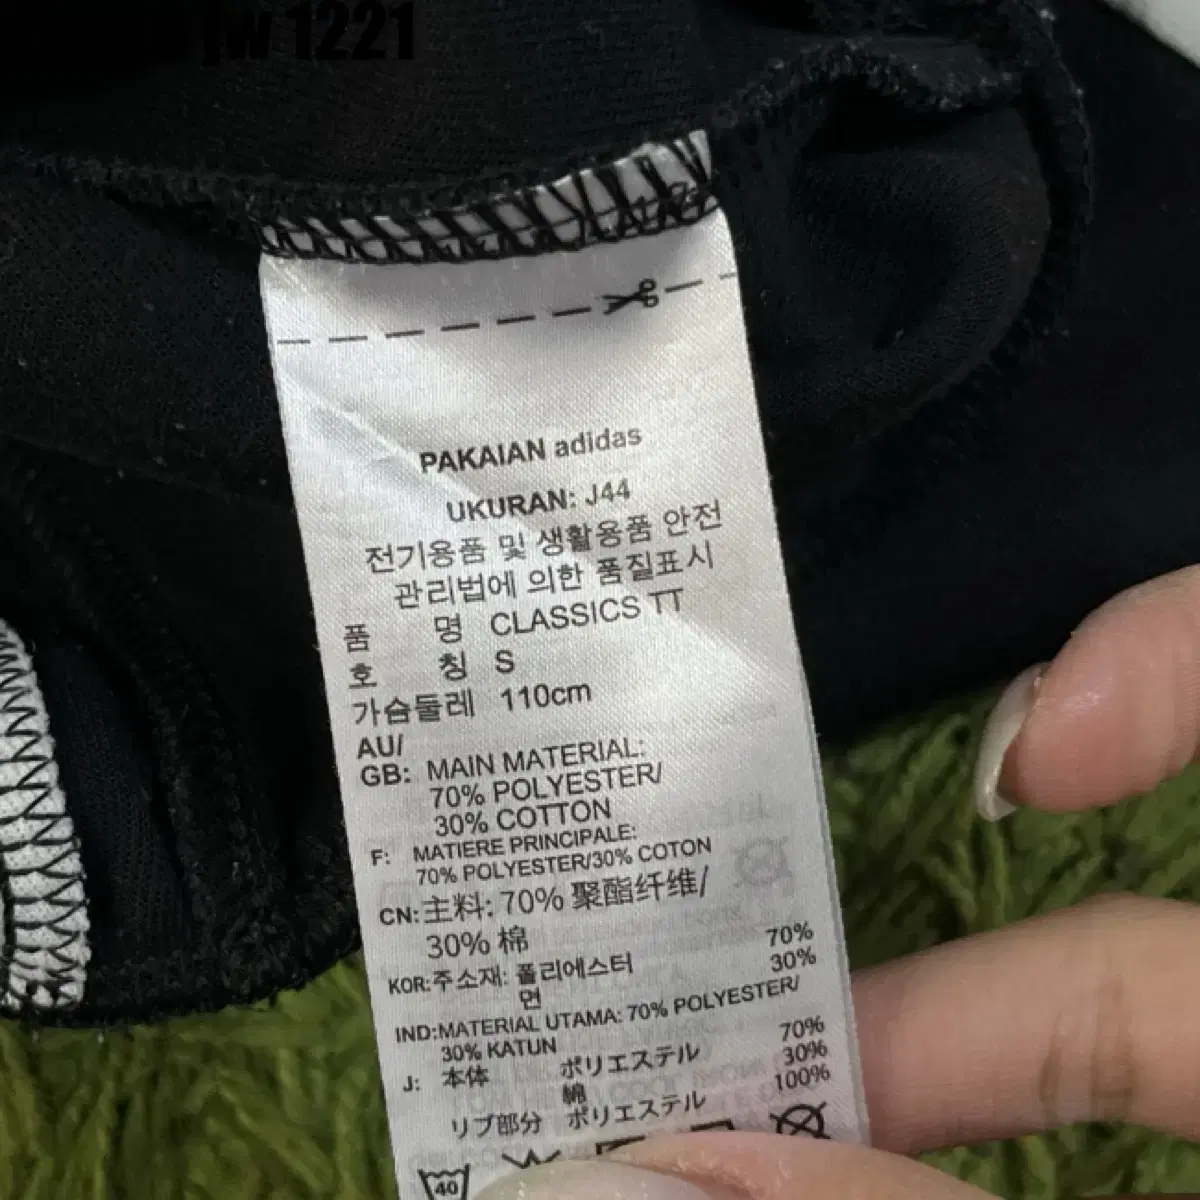 jw 1221
PAKAIAN adidas
UKURAN: J44
전기용품 및 생활용품 안전
관리법에 의한 품질표시
품 명 CLASSICS TT
호 칭 S
가슴둘레 110cm
AU/
GB: MAIN MATERIAL:
70% POLYESTER/
30% COTTON
F: MATIERE PRINCIPALE:
70% POLYESTER/30% COTON
CN: 主料: 70% 聚酯纤维/
30% 棉
KOR: 주소재: 폴리에스터 70%
면 30%
IND: MATERIAL UTAMA: 70% POLYESTER/
30% KATUN
J: 本体 ポリエステル 70%
綿 30%
リブ部分 ポリエステル 100%
40